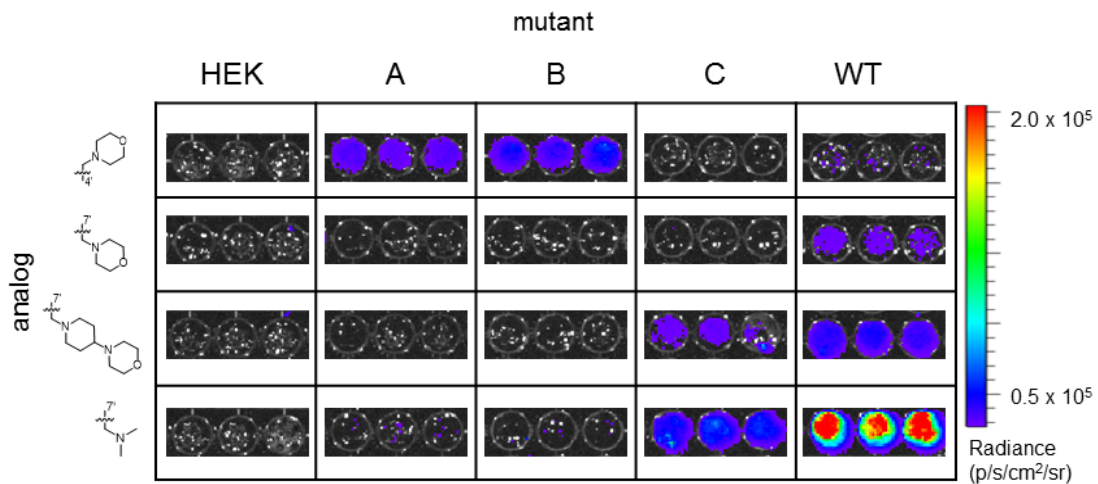 mutant
HEK A B C WT
analog
N O
4'
7'
N O
7'
N
N O
7'
N
2.0 x 10⁵
0.5 x 10⁵
Radiance
(p/s/cm²/sr)